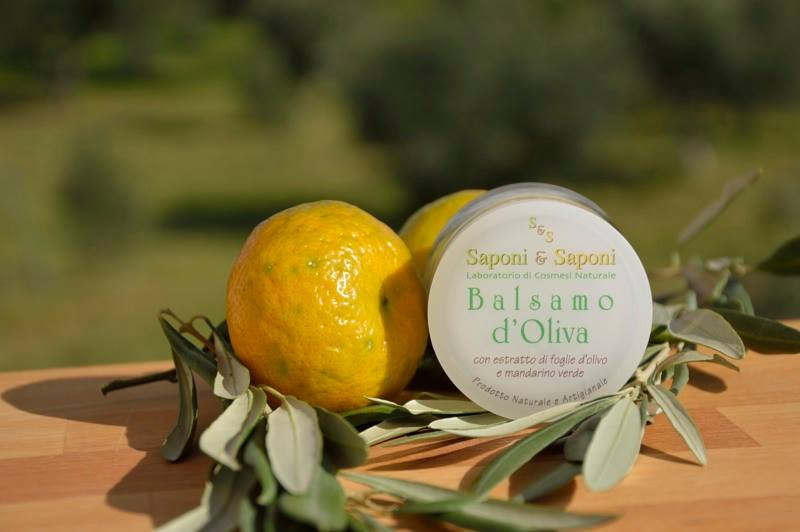 S&S
Saponi & Saponi
Laboratorio di Cosmesi Naturale
Balsamo
d'Oliva
con estratto di foglie d'olivo
e mandarino verde
Prodotto Naturale e Artigianale